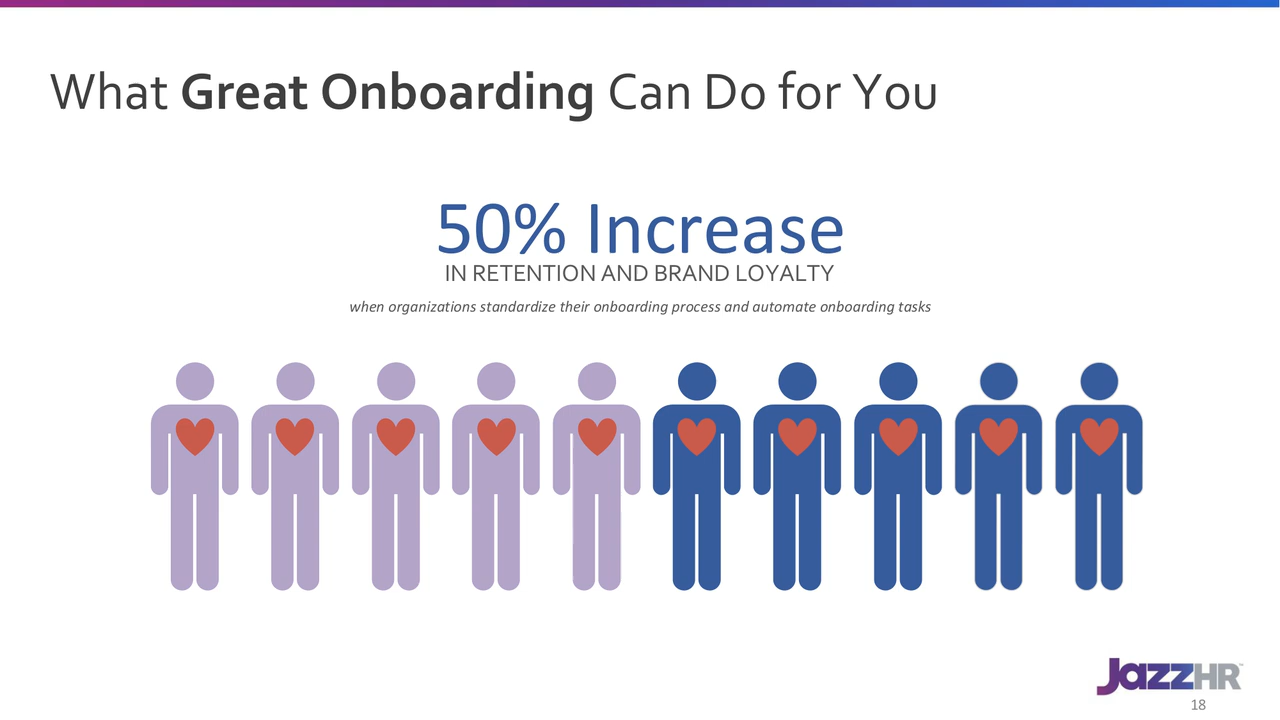 What Great Onboarding Can Do for You
50% Increase
IN RETENTION AND BRAND LOYALTY
when organizations standardize their onboarding process and automate onboarding tasks
JazzHR™
18